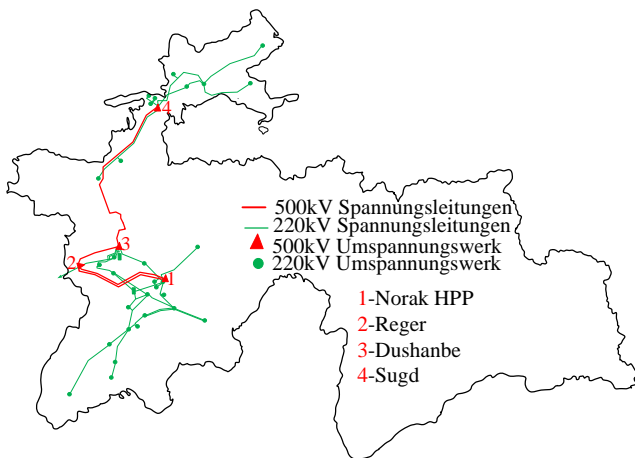 4
3
2
1
500kV Spannungsleitungen
220kV Spannungsleitungen
500kV Umspannungswerk
220kV Umspannungswerk
1-Norak HPP
2-Reger
3-Dushanbe
4-Sugd